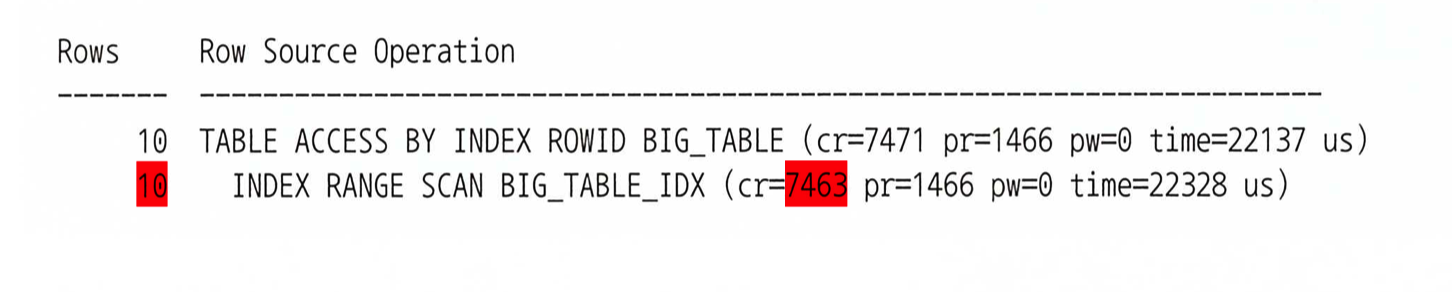 Rows Row Source Operation
------- -----------------------------------------------------------------------
10 TABLE ACCESS BY INDEX ROWID BIG_TABLE (cr=7471 pr=1466 pw=0 time=22137 us)
10 INDEX RANGE SCAN BIG_TABLE_IDX (cr=7463 pr=1466 pw=0 time=22328 us)